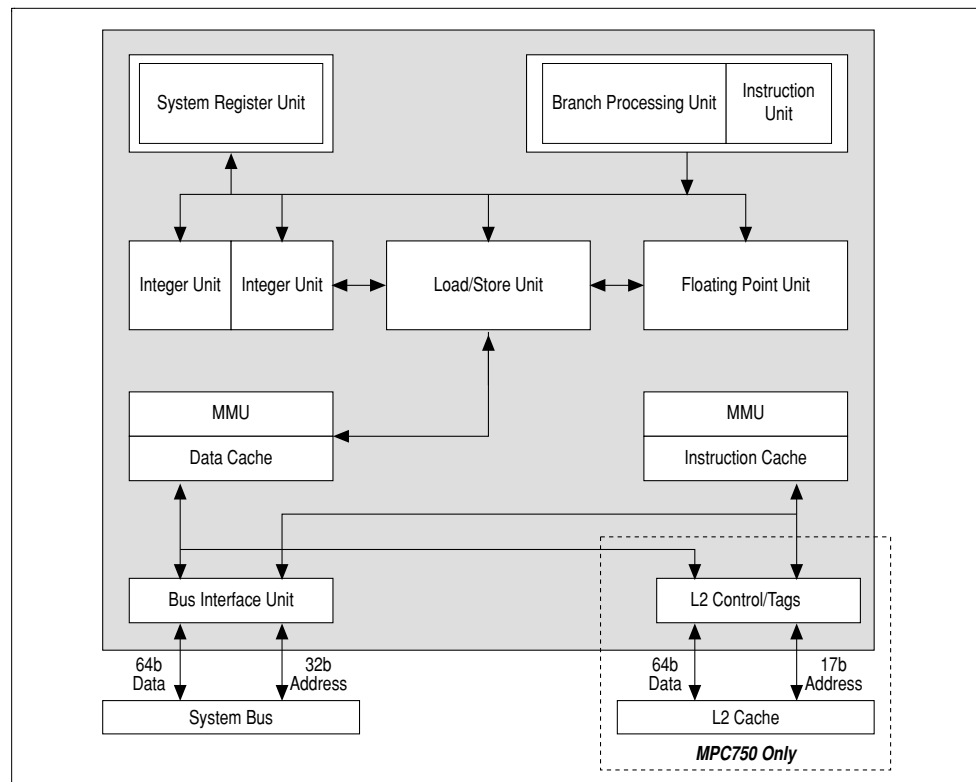 System Register Unit
Branch Processing Unit
Instruction
Unit
Integer Unit
Integer Unit
Load/Store Unit
Floating Point Unit
MMU
Data Cache
MMU
Instruction Cache
Bus Interface Unit
L2 Control/Tags
64b
Data
32b
Address
64b
Data
17b
Address
System Bus
L2 Cache
MPC750 Only